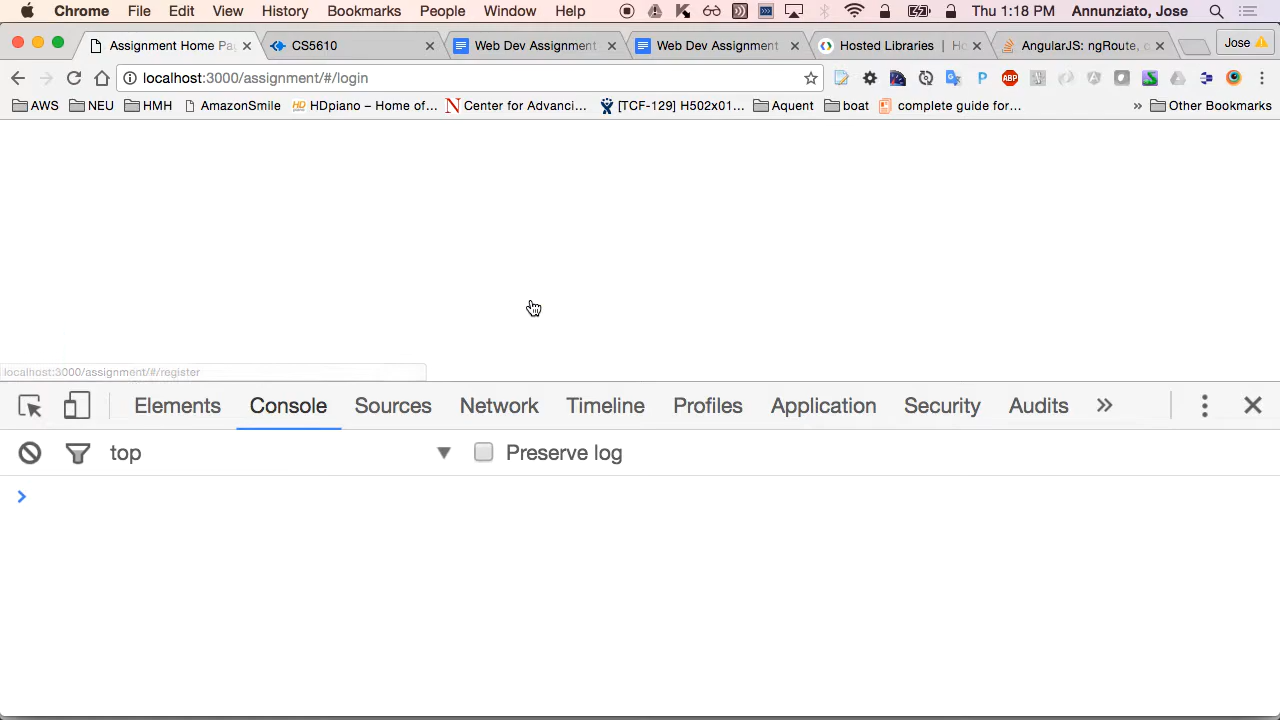 Chrome File Edit View History Bookmarks People Window Help Thu 1:18 PM Annunziato, Jose
Assignment Home Pa CS5610 Web Dev Assignment Web Dev Assignment Hosted Libraries | Ho AngularJS: ngRoute, Jose
localhost:3000/assignment/#/login
AWS NEU HMH AmazonSmile HD HDpiano – Home of... N Center for Advanci... [TCF-129] H502x01... Aquent boat complete guide for... » Other Bookmarks
localhost:3000/assignment/#/register
Elements Console Sources Network Timeline Profiles Application Security Audits »
top Preserve log